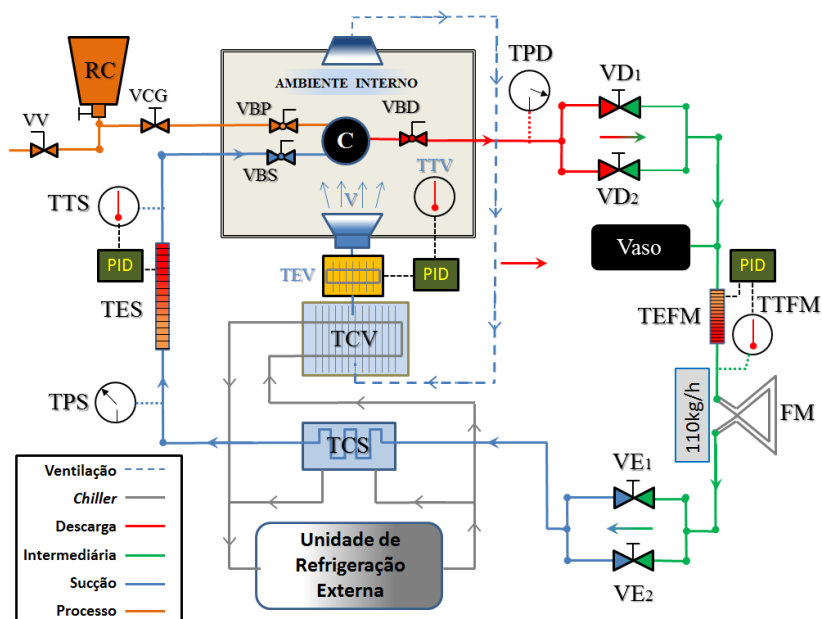 RC
VCG
VV
VBP
AMBIENTE INTERNO
C
VBD
VBS
TPD
VD1
VD2
TTV
V
TTS
PID
TES
TEV
PID
TCV
Vaso
PID
TEFM
TTFM
110kg/h
FM
TPS
TCS
VE1
VE2
Ventilação
Chiller
Descarga
Intermediária
Sucção
Processo
Unidade de
Refrigeração
Externa